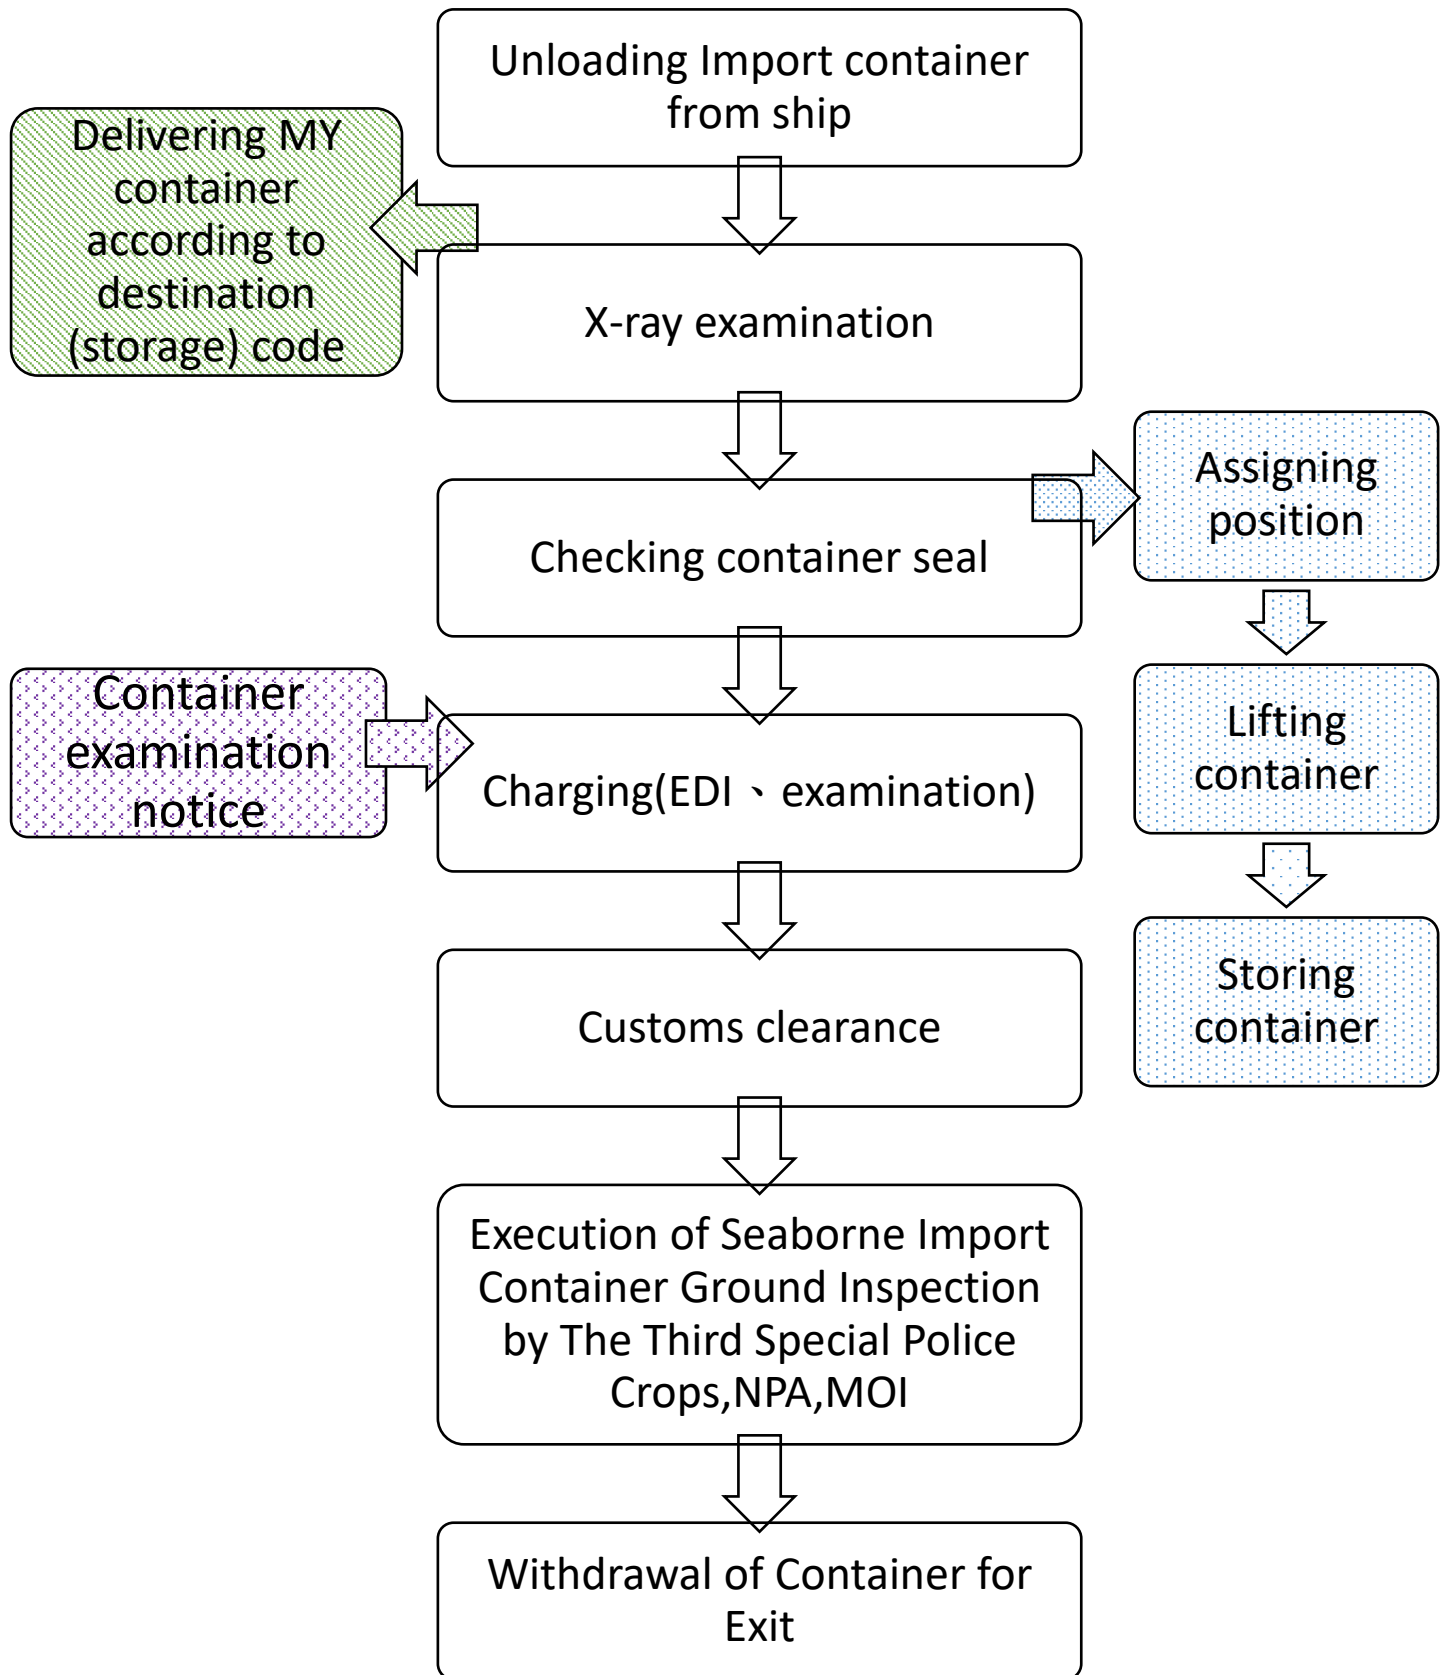 Unloading Import container
from ship
Delivering MY
container
according to
destination
(storage) code
X-ray examination
Checking container seal
Assigning
position
Lifting
container
Storing
container
Container
examination
notice
Charging(EDI、examination)
Customs clearance
Execution of Seaborne Import
Container Ground Inspection
by The Third Special Police
Crops,NPA,MOI
Withdrawal of Container for
Exit